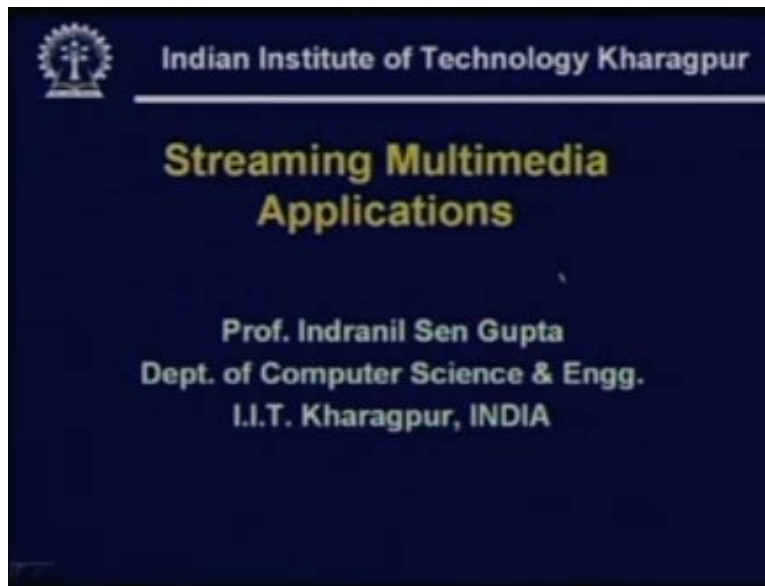 Indian Institute of Technology Kharagpur
Streaming Multimedia
Applications
Prof. Indranil Sen Gupta
Dept. of Computer Science & Engg.
I.I.T. Kharagpur, INDIA